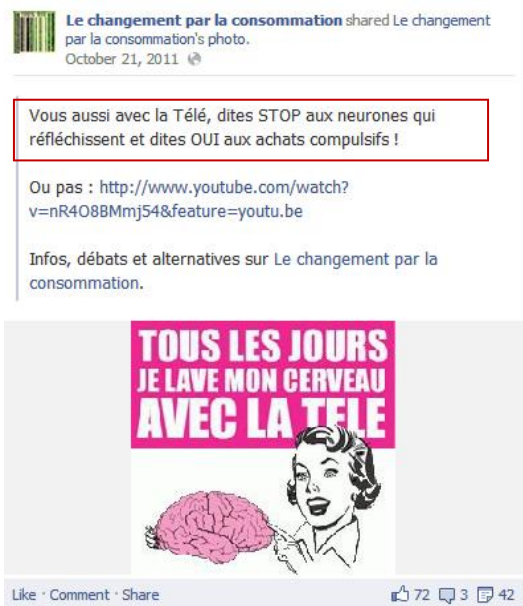 Le changement par la consommation shared Le changement
par la consommation's photo.
October 21, 2011
Vous aussi avec la Télé, dites STOP aux neurones qui
réfléchissent et dites OUI aux achats compulsifs !
Ou pas : http://www.youtube.com/watch?
v=nR4O8BMmj54&feature=youtu.be
Infos, débats et alternatives sur Le changement par la
consommation.
TOUS LES JOURS
JE LAVE MON CERVEAU
AVEC LA TELE
Like · Comment · Share 72 3 42